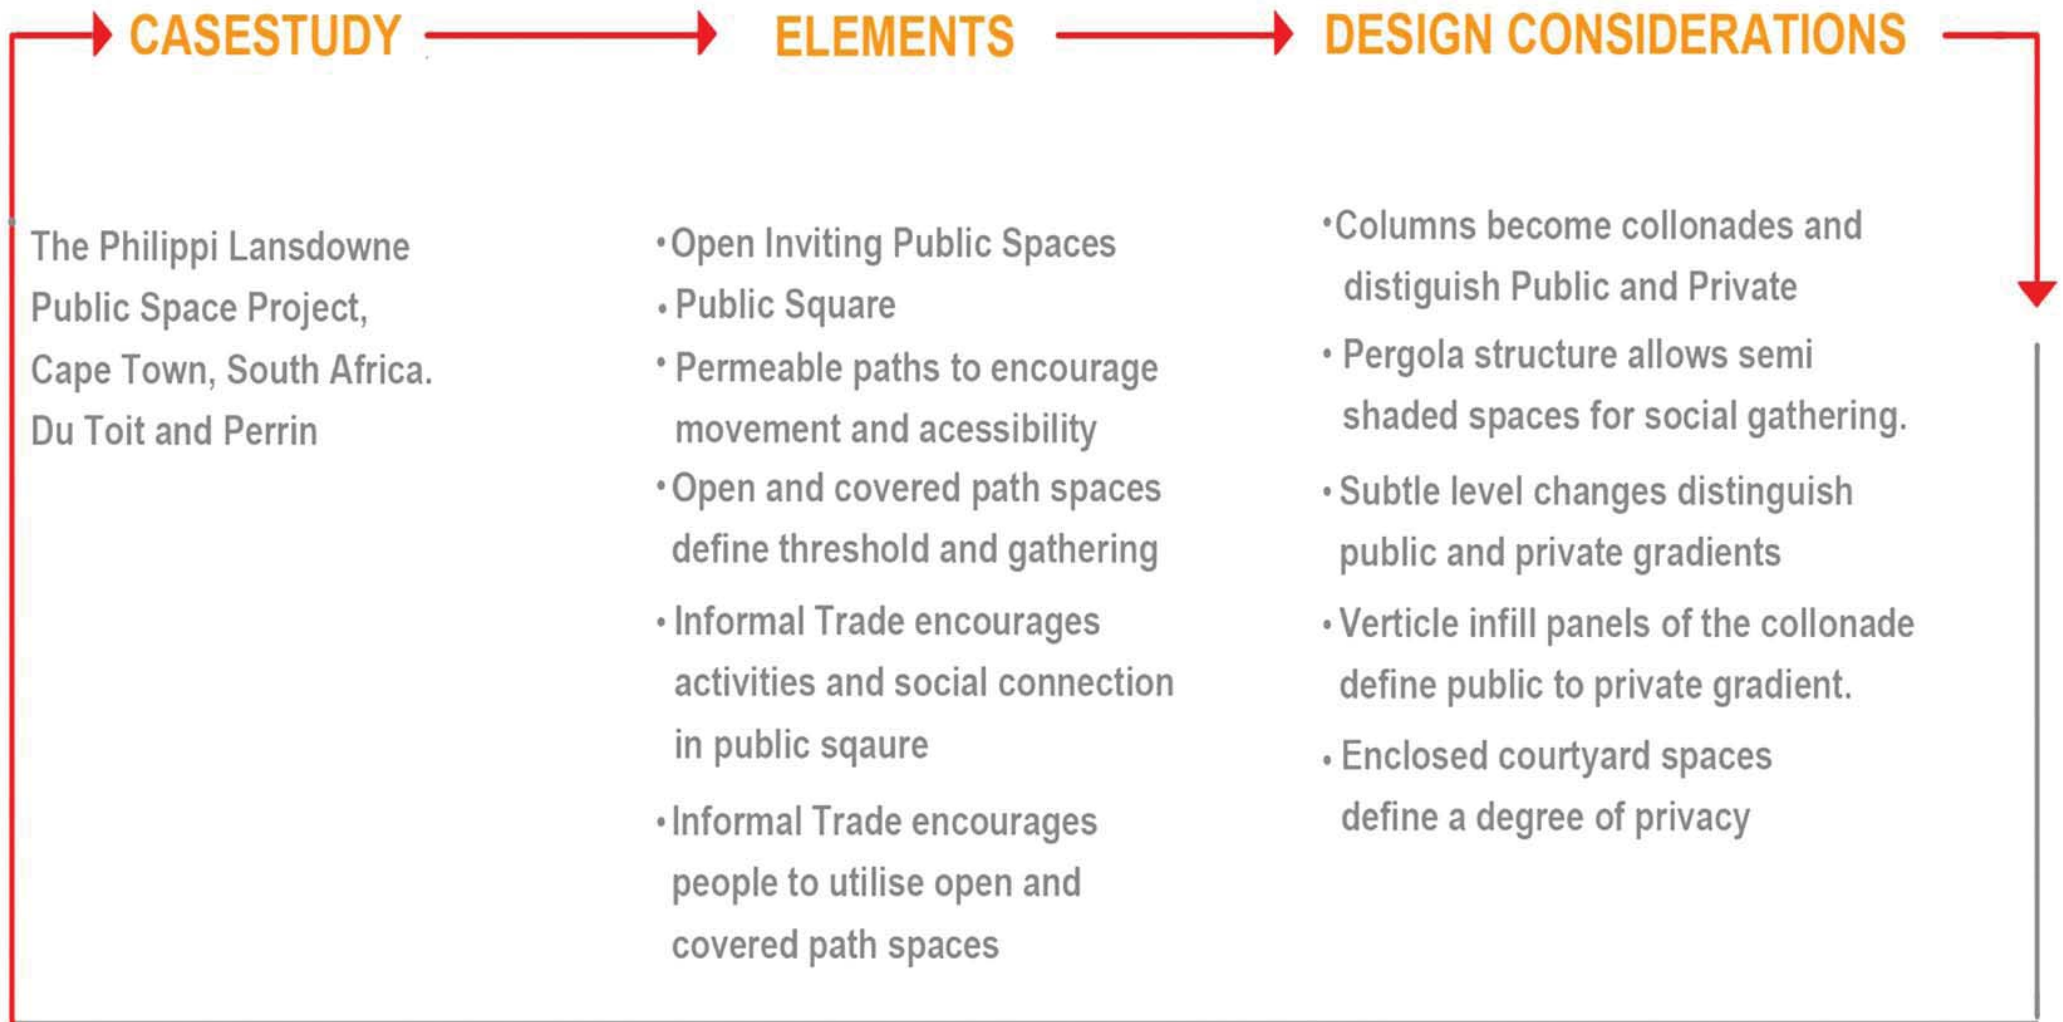 CASESTUDY
ELEMENTS
DESIGN CONSIDERATIONS
The Philippi Lansdowne
Public Space Project,
Cape Town, South Africa.
Du Toit and Perrin
•Open Inviting Public Spaces
• Public Square
• Permeable paths to encourage
movement and acessibility
•Open and covered path spaces
define threshold and gathering
• Informal Trade encourages
activities and social connection
in public sqaure
•Informal Trade encourages
people to utilise open and
covered path spaces
•Columns become collonades and
distiguish Public and Private
• Pergola structure allows semi
shaded spaces for social gathering.
• Subtle level changes distinguish
public and private gradients
• Verticle infill panels of the collonade
define public to private gradient.
• Enclosed courtyard spaces
define a degree of privacy